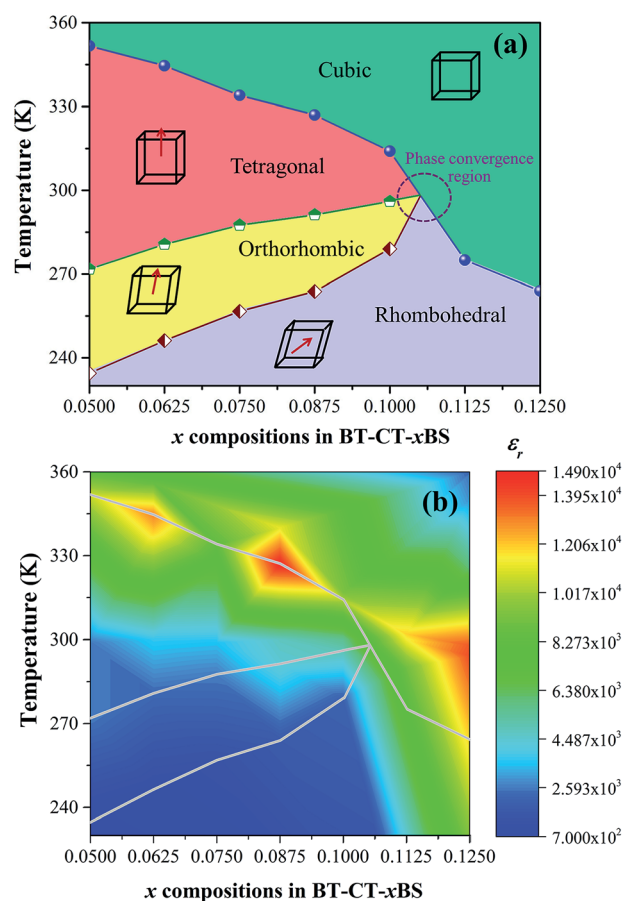 (a)
Cubic
Phase convergence
region
Tetragonal
Orthorhombic
Rhombohedral
Temperature (K)
360
330
300
270
240
0.0500 0.0625 0.0750 0.0875 0.1000 0.1125 0.1250
x compositions in BT-CT-xBS
(b)
Temperature (K)
360
330
300
270
240
0.0500 0.0625 0.0750 0.0875 0.1000 0.1125 0.1250
x compositions in BT-CT-xBS
εr
1.490x10⁴
1.395x10⁴
1.206x10⁴
1.017x10⁴
8.273x10³
6.380x10³
4.487x10³
2.593x10³
7.000x10²